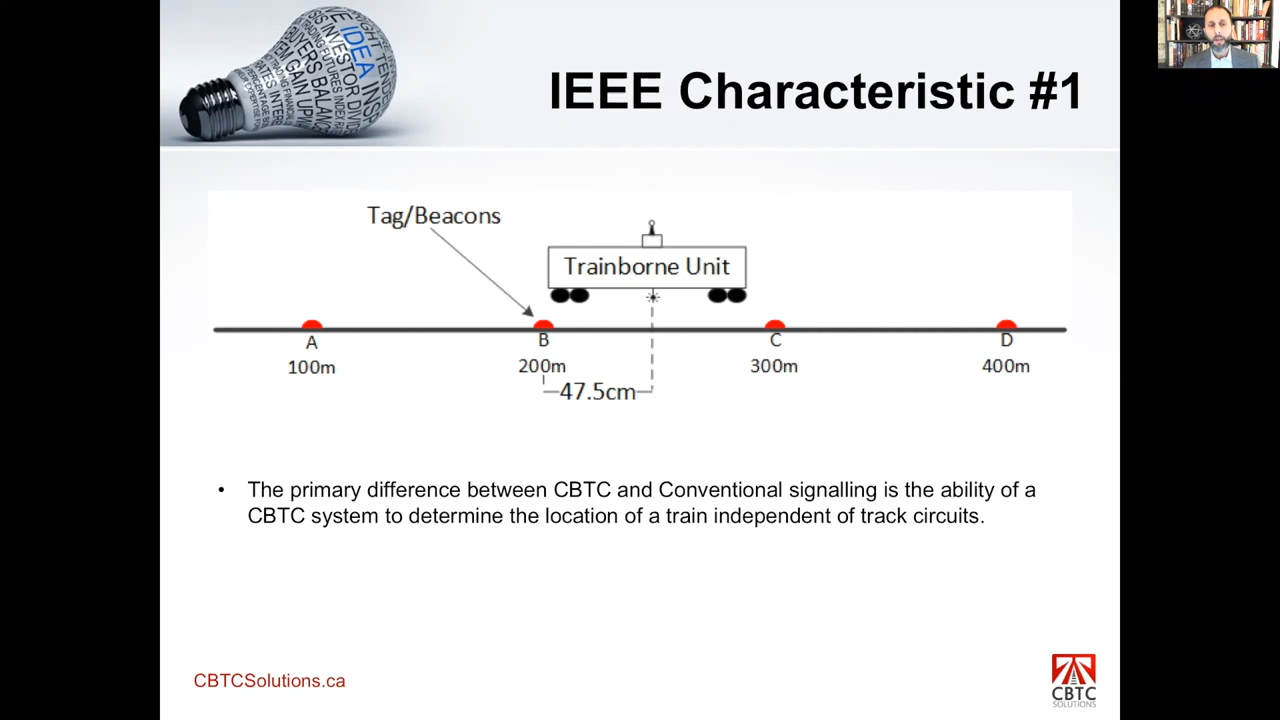 IDEA
IEEE Characteristic #1
Tag/Beacons
Trainborne Unit
A
B
C
D
100m
200m
300m
400m
47.5cm
• The primary difference between CBTC and Conventional signalling is the ability of a
CBTC system to determine the location of a train independent of track circuits.
CBTCSolutions.ca
CBTC
SOLUTIONS